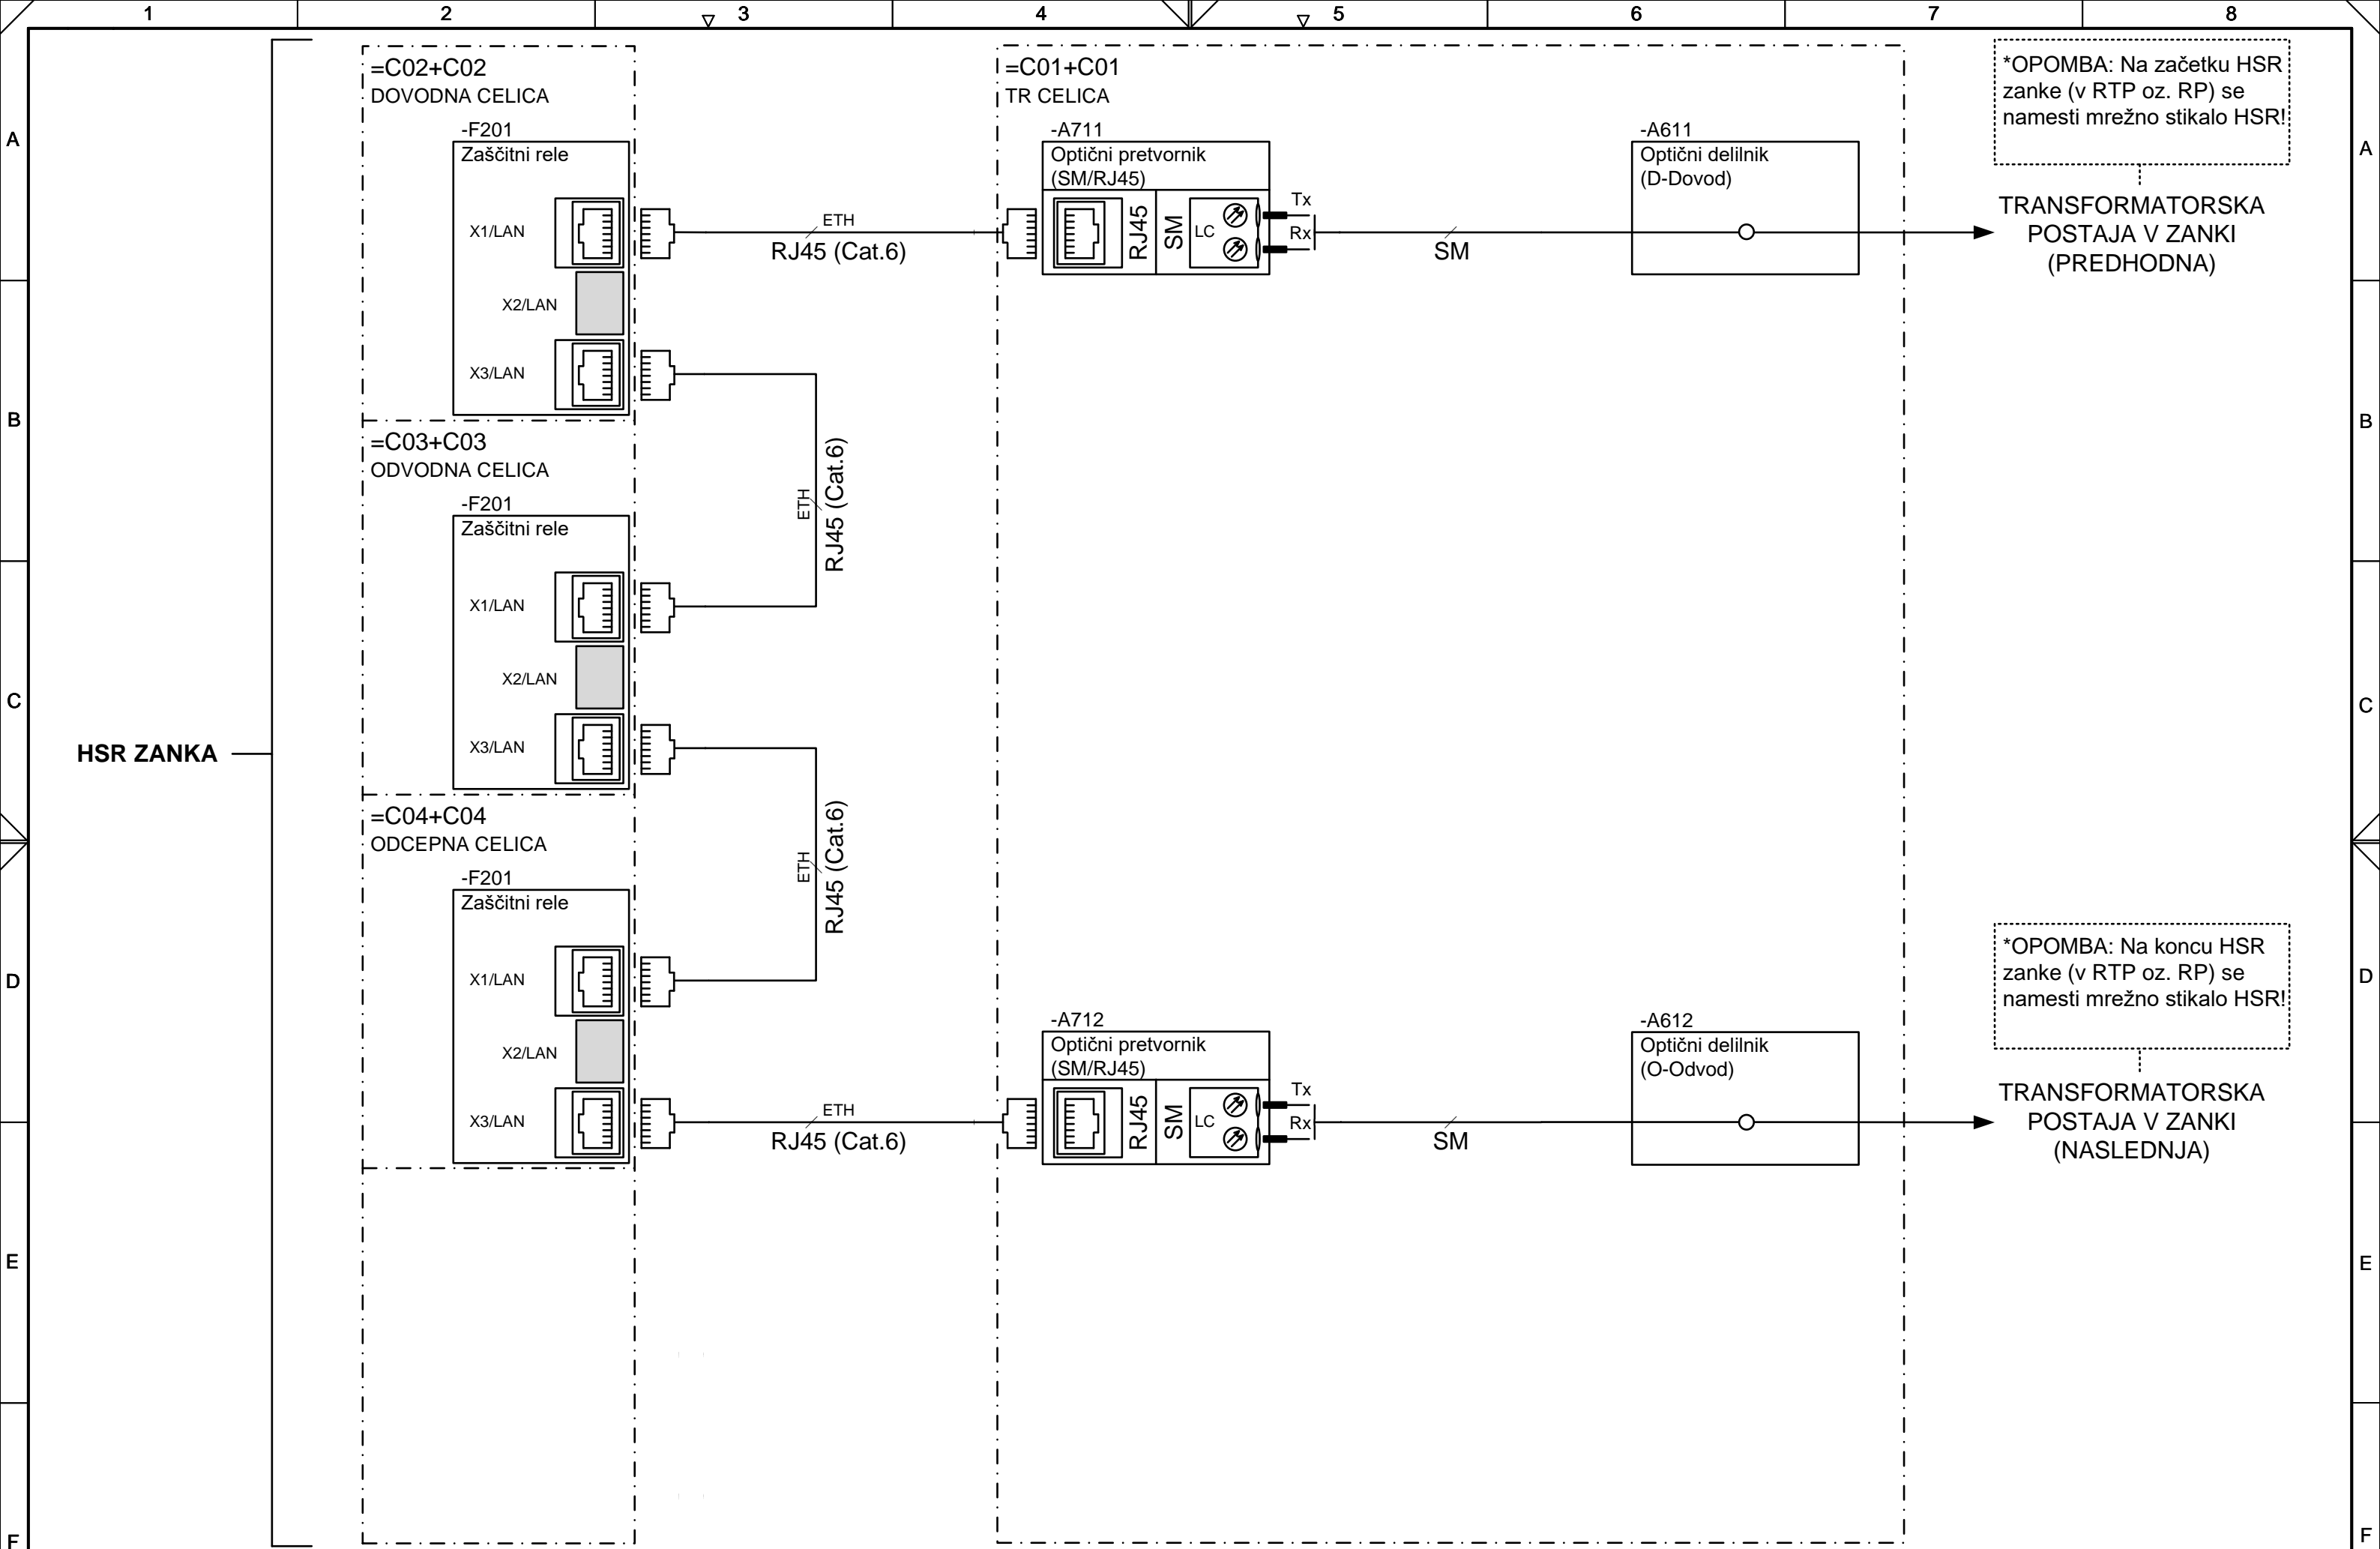 1 2 3 4 5 6 7 8
A
B
C
D
E
F
A
B
C
D
E
F
HSR ZANKA
=C02+C02
DOVODNA CELICA
-F201
Zaščitni rele
X1/LAN
X2/LAN
X3/LAN
=C03+C03
ODVODNA CELICA
-F201
Zaščitni rele
X1/LAN
X2/LAN
X3/LAN
=C04+C04
ODCEPNA CELICA
-F201
Zaščitni rele
X1/LAN
X2/LAN
X3/LAN
ETH
RJ45 (Cat.6)
ETH
RJ45 (Cat.6)
ETH
RJ45 (Cat.6)
ETH
RJ45 (Cat.6)
=C01+C01
TR CELICA
-A711
Optični pretvornik
(SM/RJ45)
RJ45
SM
LC
Tx
Rx
SM
-A611
Optični delilnik
(D-Dovod)
-A712
Optični pretvornik
(SM/RJ45)
RJ45
SM
LC
Tx
Rx
SM
-A612
Optični delilnik
(O-Odvod)
*OPOMBA: Na začetku HSR
zanke (v RTP oz. RP) se
namesti mrežno stikalo HSR!
TRANSFORMATORSKA
POSTAJA V ZANKI
(PREDHODNA)
*OPOMBA: Na koncu HSR
zanke (v RTP oz. RP) se
namesti mrežno stikalo HSR!
TRANSFORMATORSKA
POSTAJA V ZANKI
(NASLEDNJA)